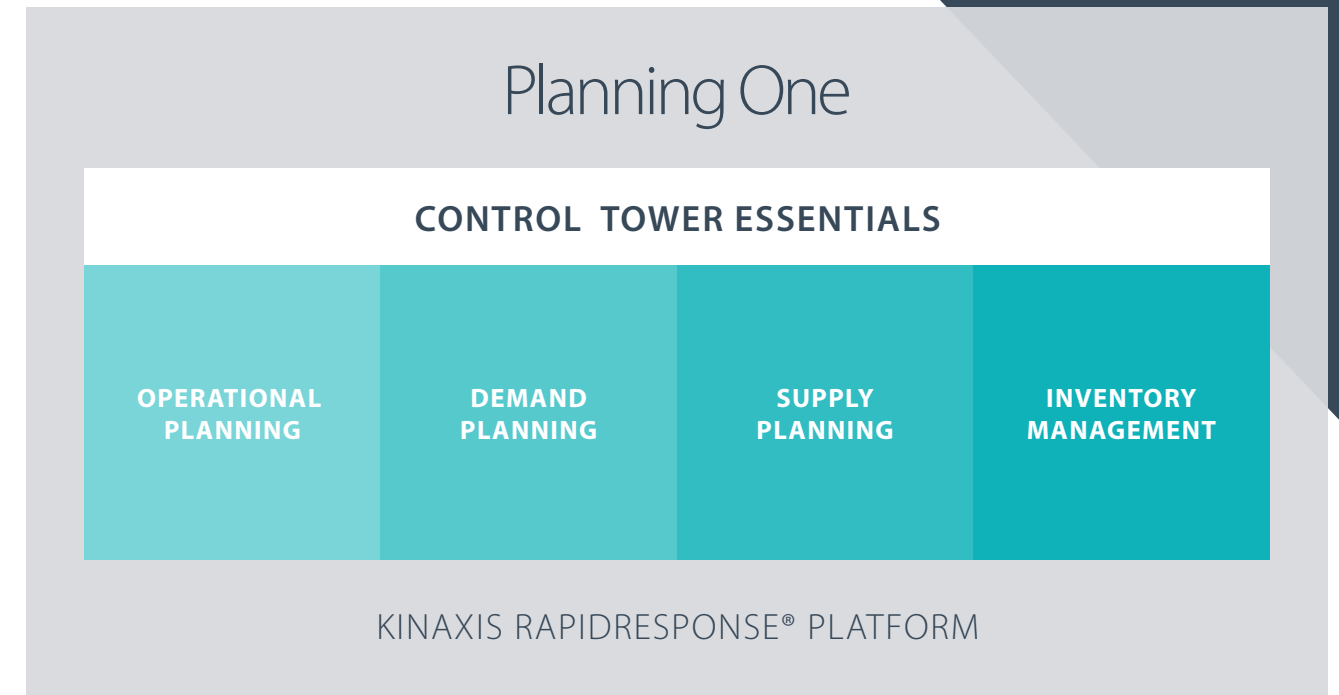 Planning One
CONTROL TOWER ESSENTIALS
OPERATIONAL
PLANNING
DEMAND
PLANNING
SUPPLY
PLANNING
INVENTORY
MANAGEMENT
KINAXIS RAPIDRESPONSE® PLATFORM